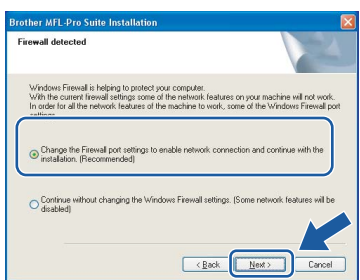 Brother MFL-Pro Suite Installation
Firewall detected
Windows Firewall is helping to protect your computer.
With the current firewall settings some of the network features on your machine will not work.
In order for all the network features of the machine to work, some of the Windows Firewall port
settings
Change the Firewall port settings to enable network connection and continue with the
installation. (Recommended)
Continue without changing the Windows Firewall settings. (Some network features will be
disabled)
< Back
Next >
Cancel